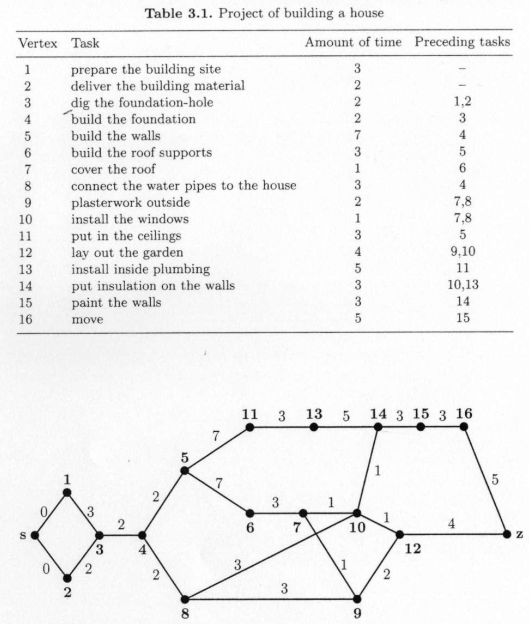 Table 3.1. Project of building a house
Vertex Task Amount of time Preceding tasks
1 prepare the building site 3 –
2 deliver the building material 2 –
3 dig the foundation-hole 2 1,2
4 build the foundation 2 3
5 build the walls 7 4
6 build the roof supports 3 5
7 cover the roof 1 6
8 connect the water pipes to the house 3 4
9 plasterwork outside 2 7,8
10 install the windows 1 7,8
11 put in the ceilings 3 5
12 lay out the garden 4 9,10
13 install inside plumbing 5 11
14 put insulation on the walls 3 10,13
15 paint the walls 3 14
16 move 5 15
11 3 13 5 14 3 15 3 16
7
5
1 7 1 5
0 3 2 3 1
s 2 6 7 10 1 4 z
3 4 12
0 2 2 3 1 2
2 3
8 9